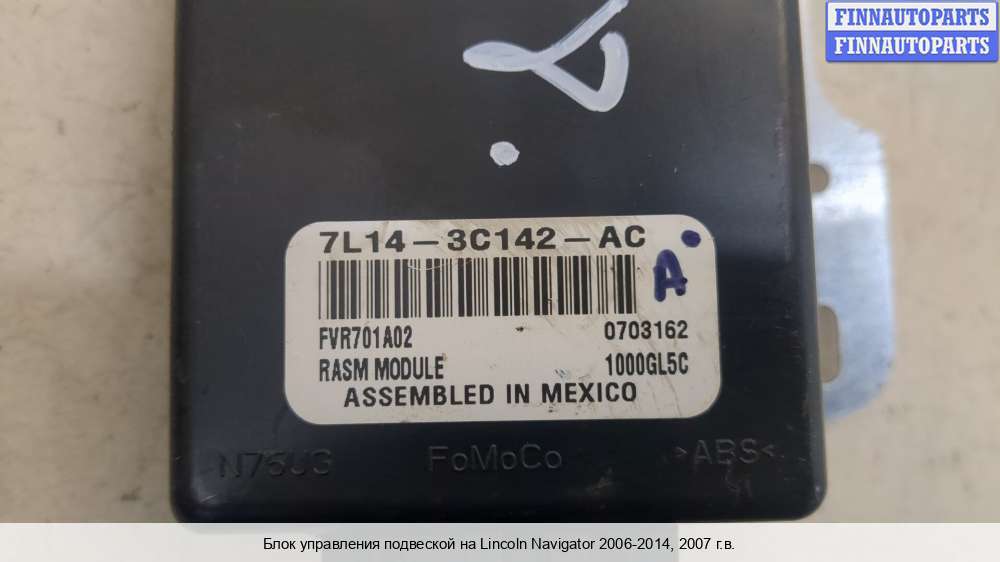 FINNAUTOPARTS
FINNAUTOPARTS
7L14-3C142-AC
A
FVR701A02 0703162
RASM MODULE 1000GL5C
ASSEMBLED IN MEXICO
FoMoCo >ABS<
Блок управления подвеской на Lincoln Navigator 2006-2014, 2007 г.в.